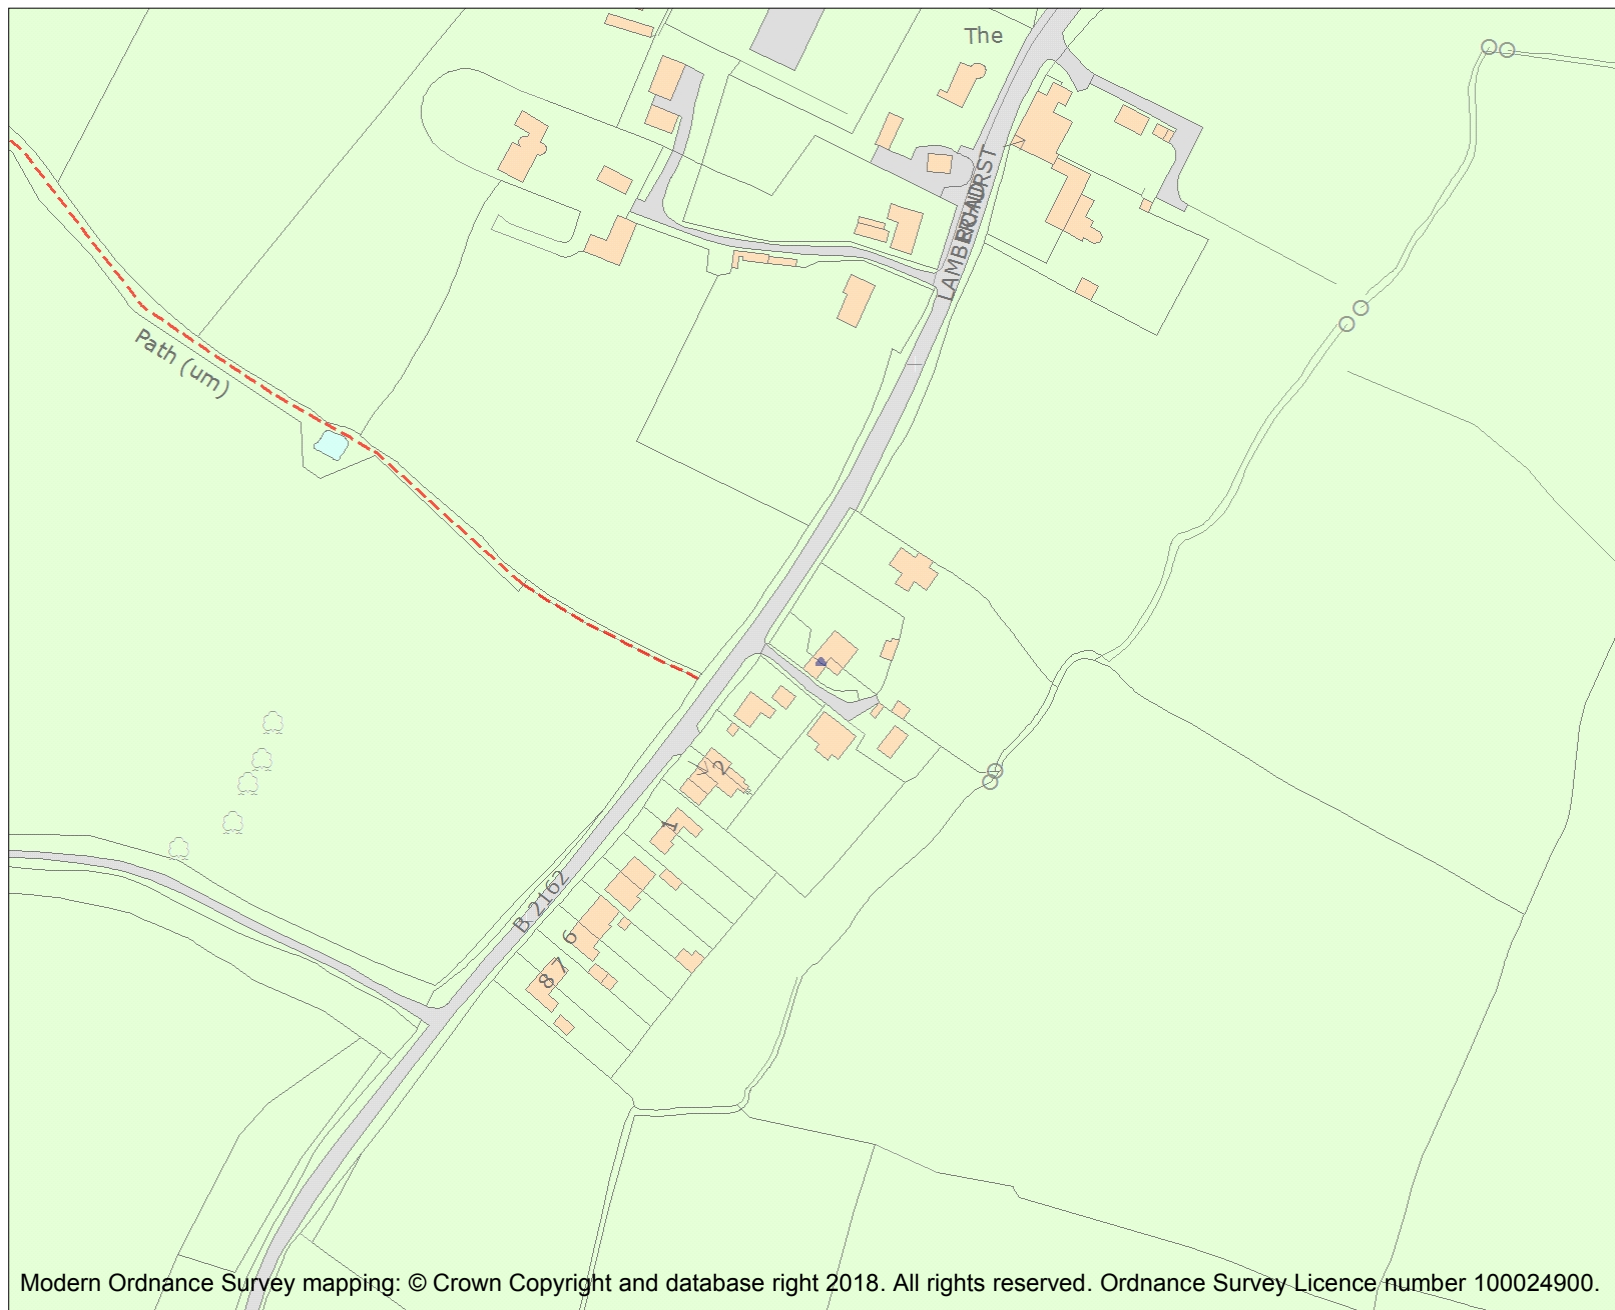 The
LAMBERHURST
ROAD
Path (um)
2
1
B 2162
6
8 7
Modern Ordnance Survey mapping: © Crown Copyright and database right 2018. All rights reserved. Ordnance Survey Licence number 100024900.